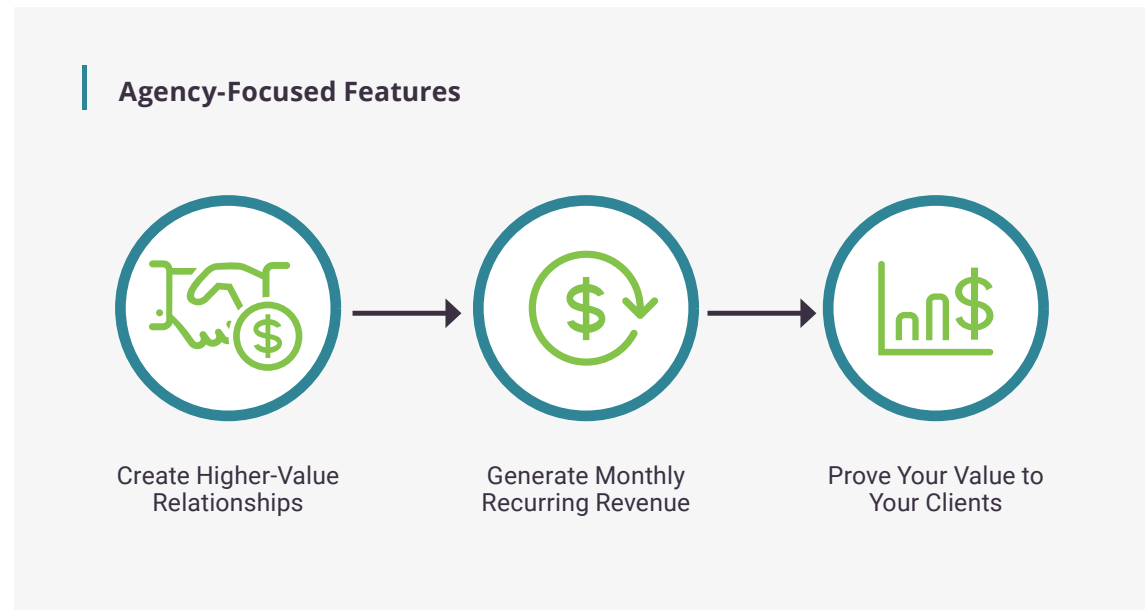 Agency-Focused Features
$
$
$
Create Higher-Value
Relationships
Generate Monthly
Recurring Revenue
Prove Your Value to
Your Clients